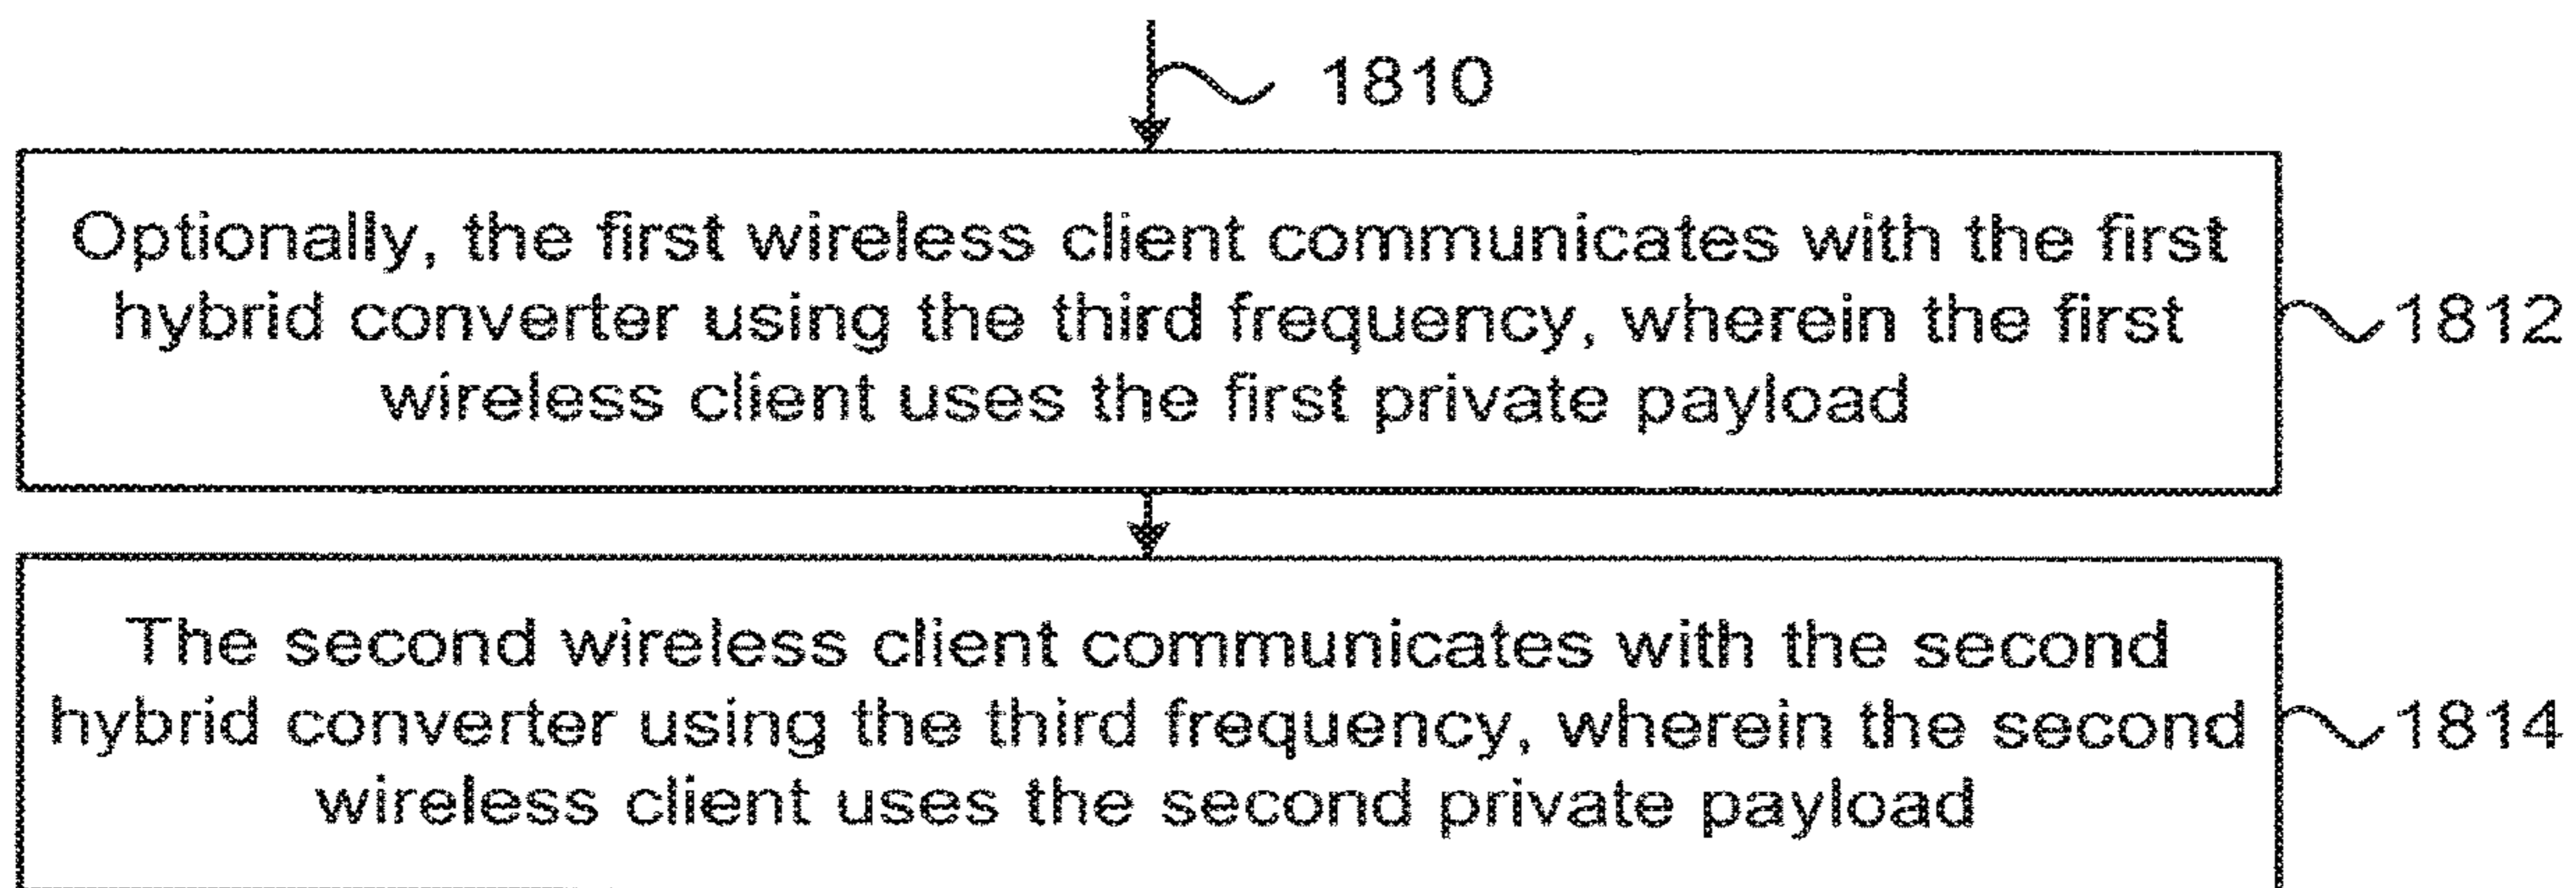 1810
Optionally, the first wireless client communicates with the first
hybrid converter using the third frequency, wherein the first
wireless client uses the first private payload
1812
The second wireless client communicates with the second
hybrid converter using the third frequency, wherein the second
wireless client uses the second private payload
1814